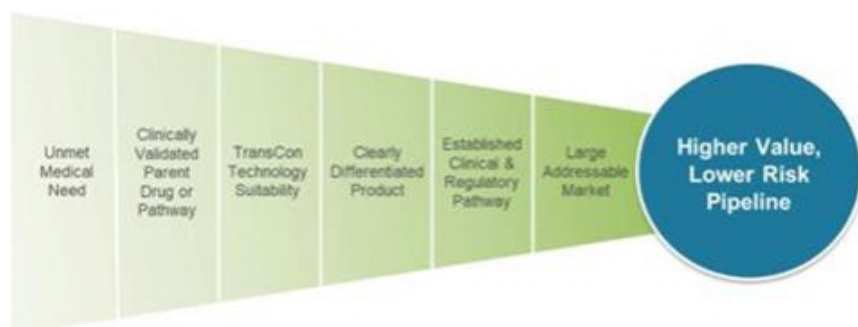 Unmet
Medical
Need
Clinically
Validated
Parent
Drug or
Pathway
TransCon
Technology
Suitability
Clearly
Differentiated
Product
Established
Clinical &
Regulatory
Pathway
Large
Addressable
Market
Higher Value,
Lower Risk
Pipeline